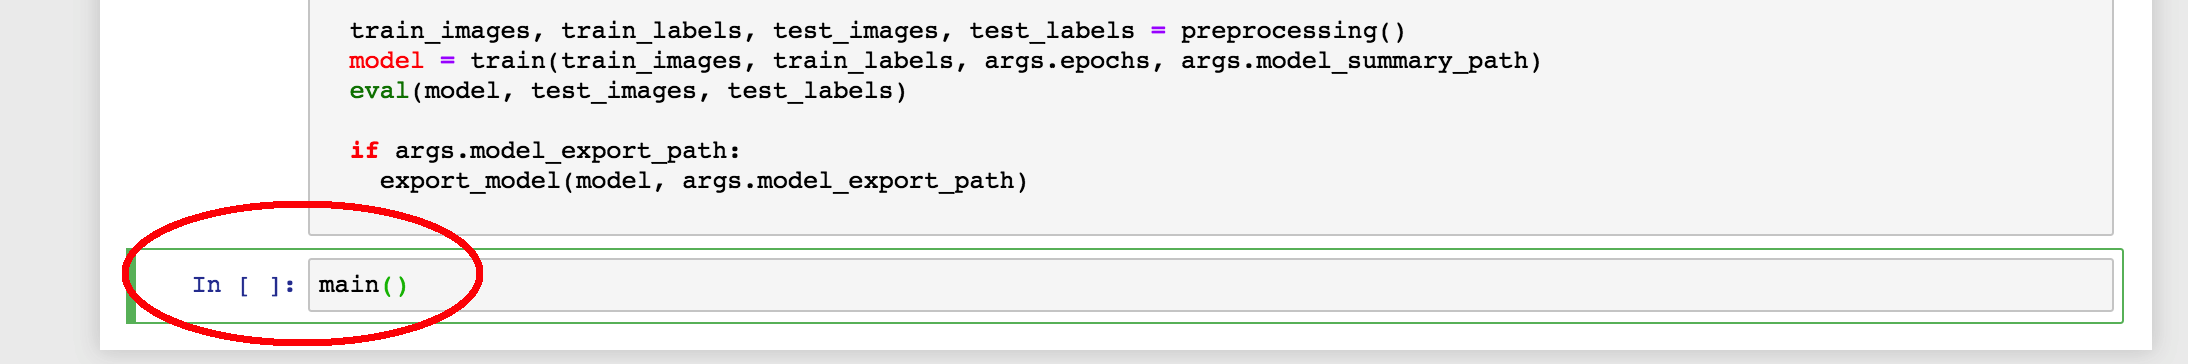 train_images, train_labels, test_images, test_labels = preprocessing()
model = train(train_images, train_labels, args.epochs, args.model_summary_path)
eval(model, test_images, test_labels)
if args.model_export_path:
export_model(model, args.model_export_path)
In [ ]: main()